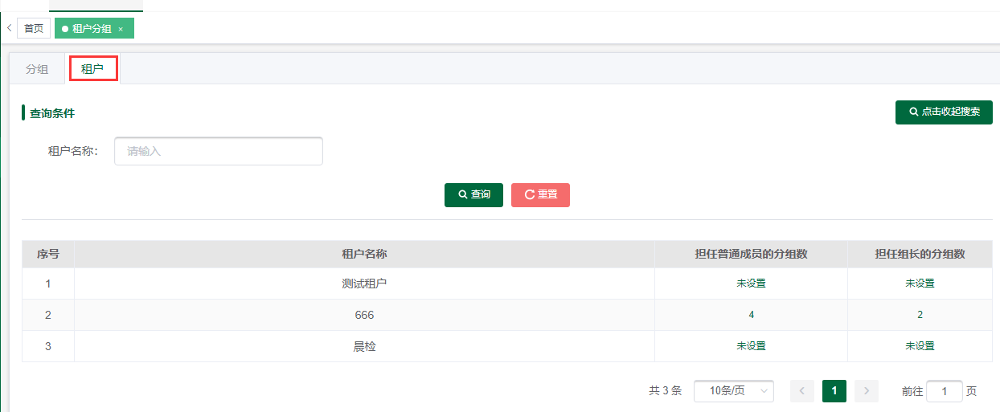 首页 租户分组 ×
分组 租户
查询条件 点击收起搜索
租户名称： 请输入
查询 重置
序号 租户名称 担任普通成员的分组数 担任组长的分组数
1 测试租户 未设置 未设置
2 666 4 2
3 晨检 未设置 未设置
共 3 条 10条/页 1 前往 1 页